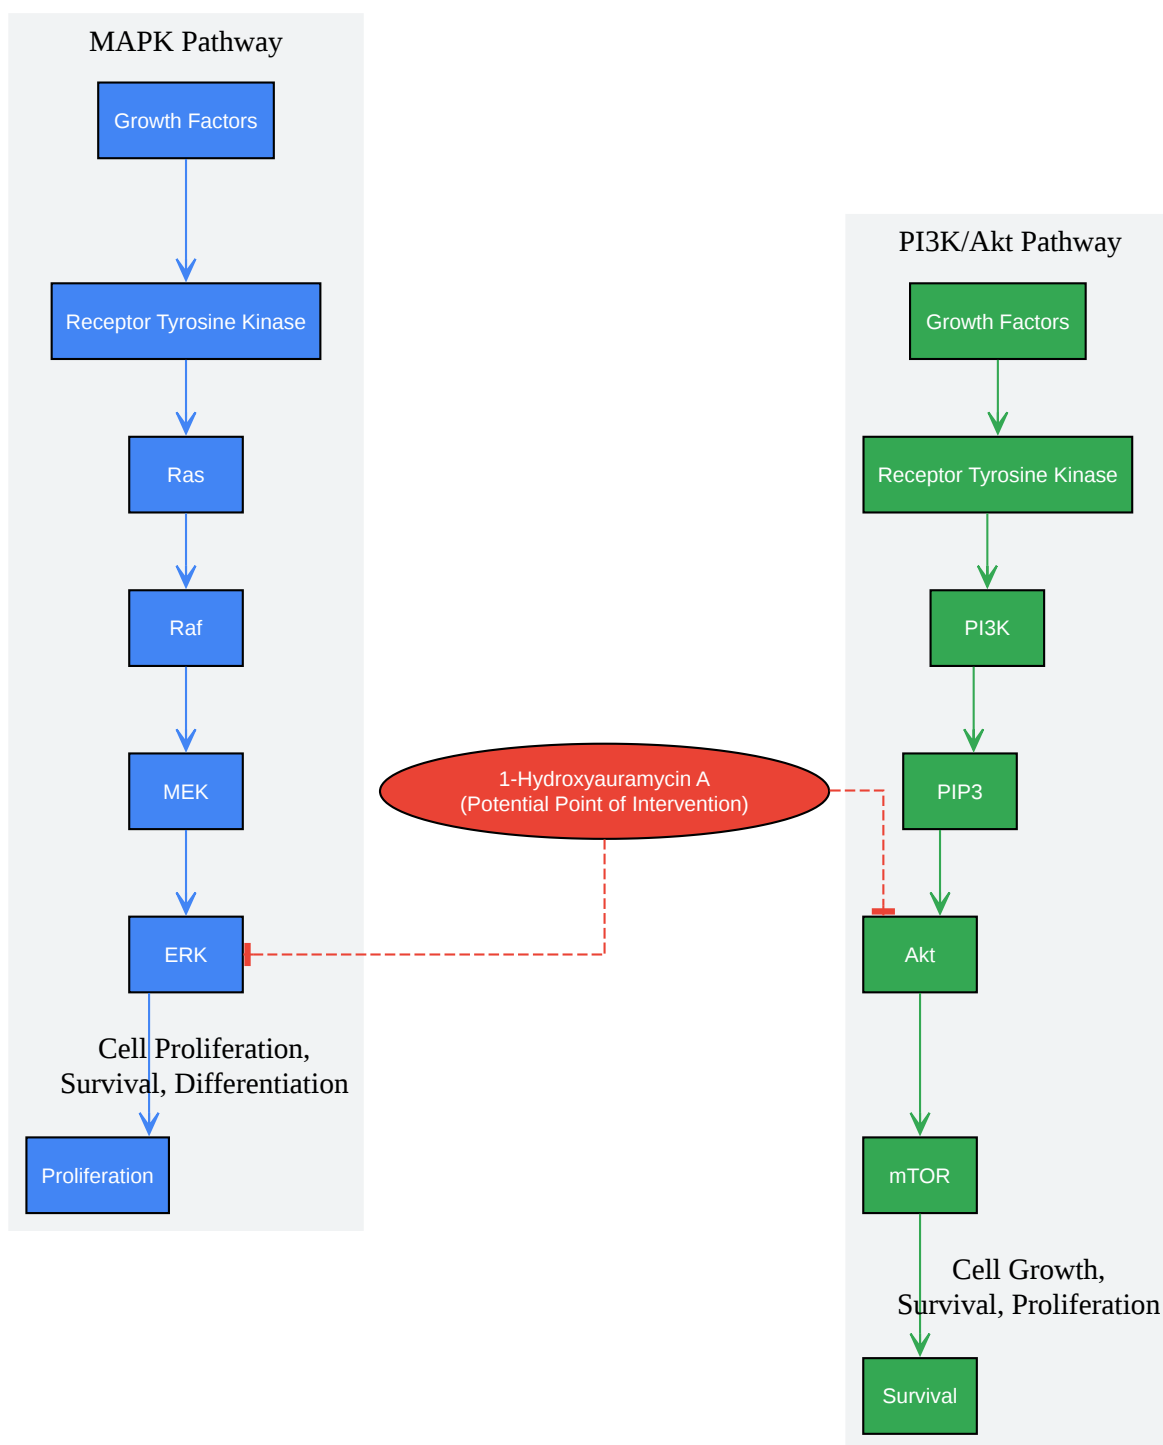 MAPK Pathway
Growth Factors
Receptor Tyrosine Kinase
Ras
Raf
MEK
ERK
Cell Proliferation,
Survival, Differentiation
Proliferation
1-Hydroxyauramycin A
(Potential Point of Intervention)
PI3K/Akt Pathway
Growth Factors
Receptor Tyrosine Kinase
PI3K
PIP3
Akt
mTOR
Cell Growth,
Survival, Proliferation
Survival